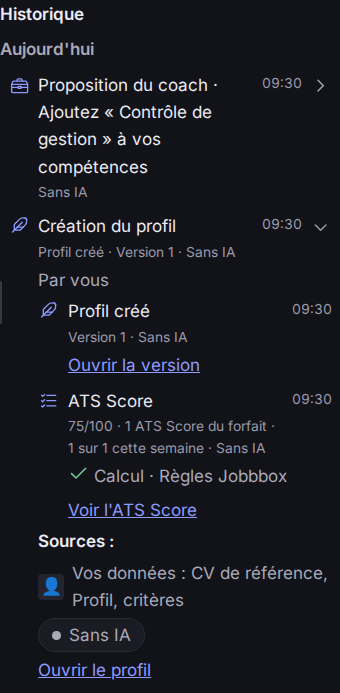 Historique
Aujourd'hui
Proposition du coach · 09:30
Ajoutez « Contrôle de
gestion » à vos
compétences
Sans IA
Création du profil 09:30
Profil créé · Version 1 · Sans IA
Par vous
Profil créé 09:30
Version 1 · Sans IA
Ouvrir la version
ATS Score 09:30
75/100 · 1 ATS Score du forfait ·
1 sur 1 cette semaine · Sans IA
Calcul · Règles Jobbbox
Voir l'ATS Score
Sources :
Vos données : CV de référence,
Profil, critères
Sans IA
Ouvrir le profil